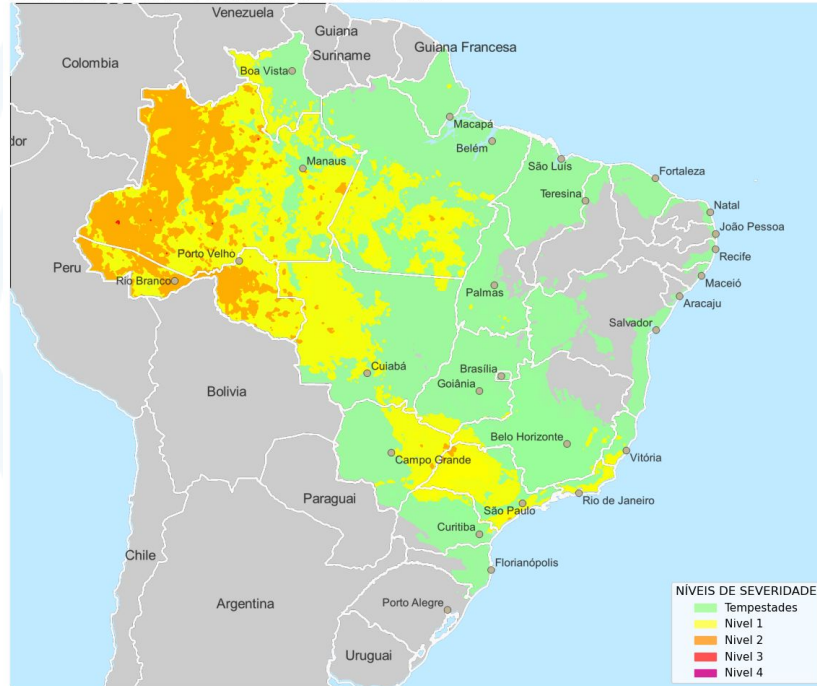 Venezuela
Guiana
Suriname
Guiana Francesa
Colombia
Boa Vista
Macapá
Belém
dor
Manaus
São Luís
Fortaleza
Teresina
Natal
João Pessoa
Recife
Porto Velho
Peru
Rio Branco
Palmas
Maceió
Aracaju
Salvador
Cuiabá
Brasília
Goiânia
Bolivia
Belo Horizonte
Vitória
Campo Grande
Paraguai
São Paulo
Rio de Janeiro
Curitiba
Chile
Florianópolis
Argentina
Porto Alegre
Uruguai
NÍVEIS DE SEVERIDADE
Tempestades
Nivel 1
Nivel 2
Nivel 3
Nivel 4